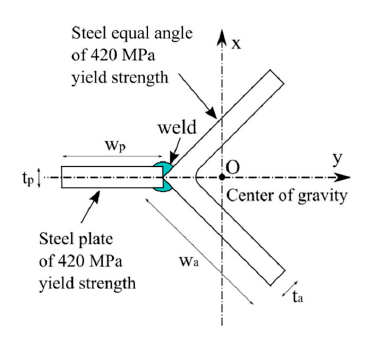 Steel equal angle
of 420 MPa
yield strength
x
weld
wp
tp
O
y
Center of gravity
Steel plate
of 420 MPa
yield strength
wa
ta